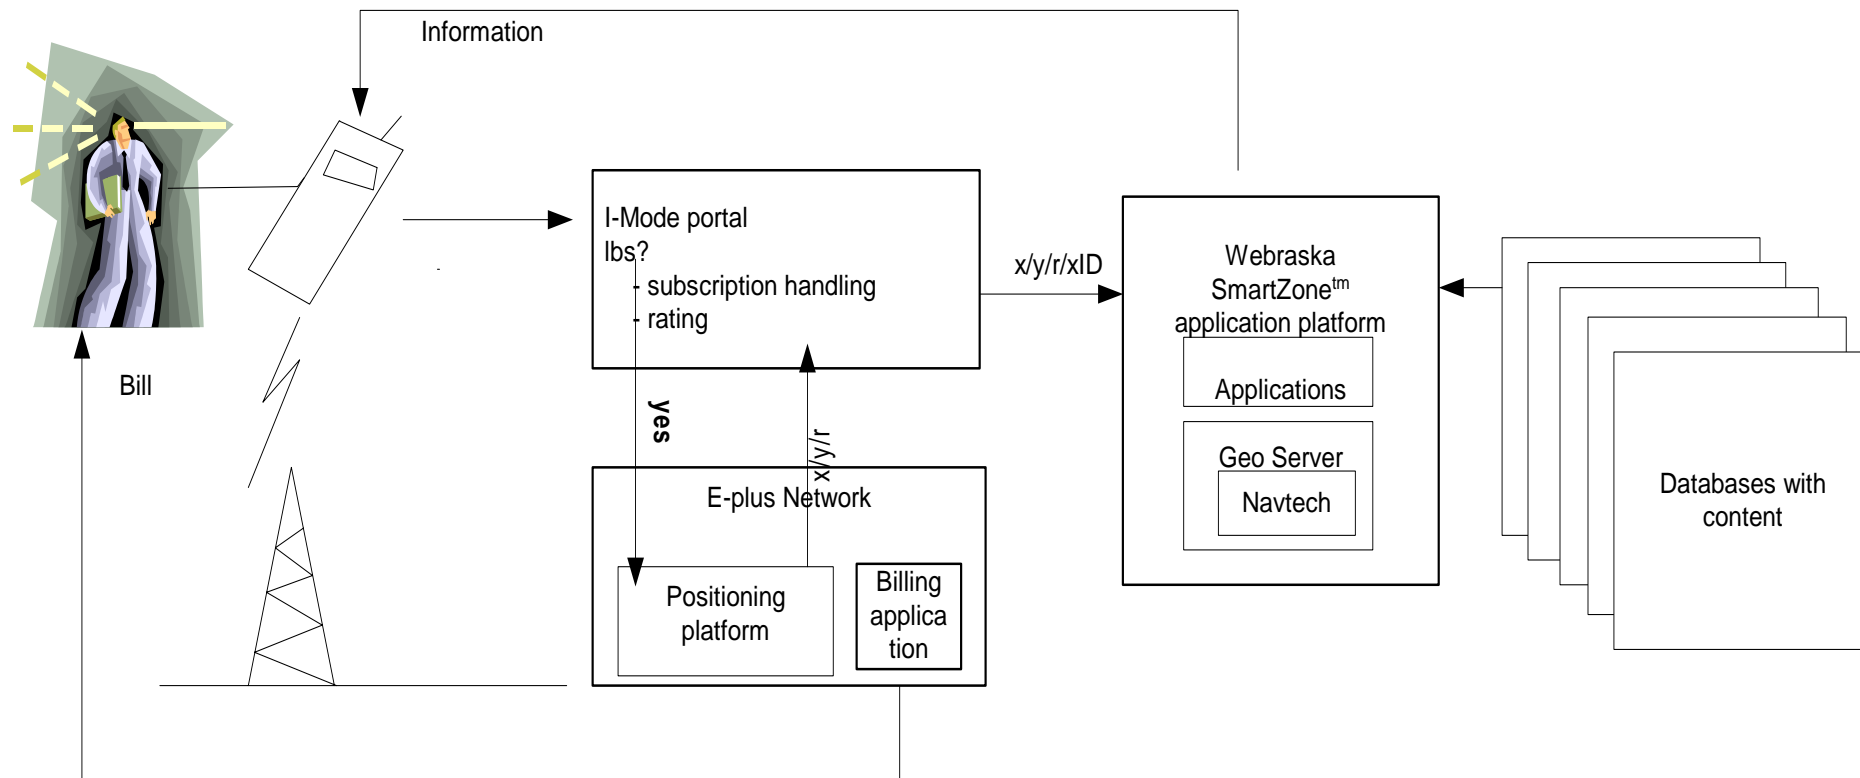 Information
I-Mode portal
lbs?
- subscription handling
- rating
x/y/r/xID
Webraska
SmartZone™
application platform
Applications
Geo Server
Navtech
Databases with
content
Bill
yes
x/y/r
E-plus Network
Positioning
platform
Billing
applica
tion